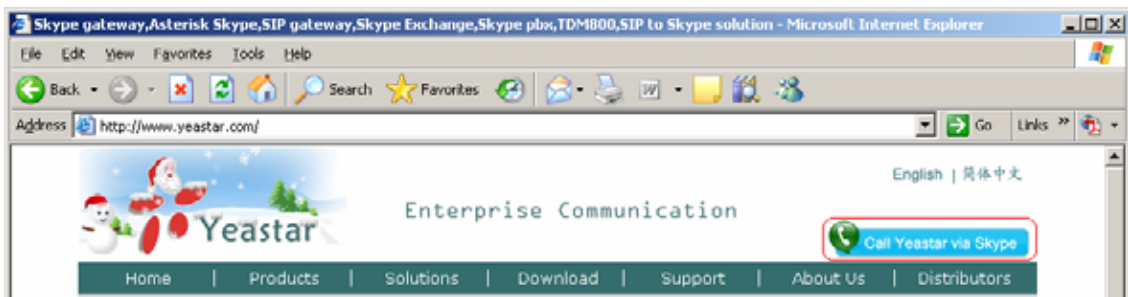 Skype gateway,Asterisk Skype,SIP gateway,Skype Exchange,Skype pbx,TDM800,SIP to Skype solution - Microsoft Internet Explorer
File Edit View Favorites Tools Help
Back Search Favorites W
Address http://www.yeastar.com/ Go Links »
English | 简体中文
Enterprise Communication
Yeastar
Call Yeastar via Skype
Home | Products | Solutions | Download | Support | About Us | Distributors